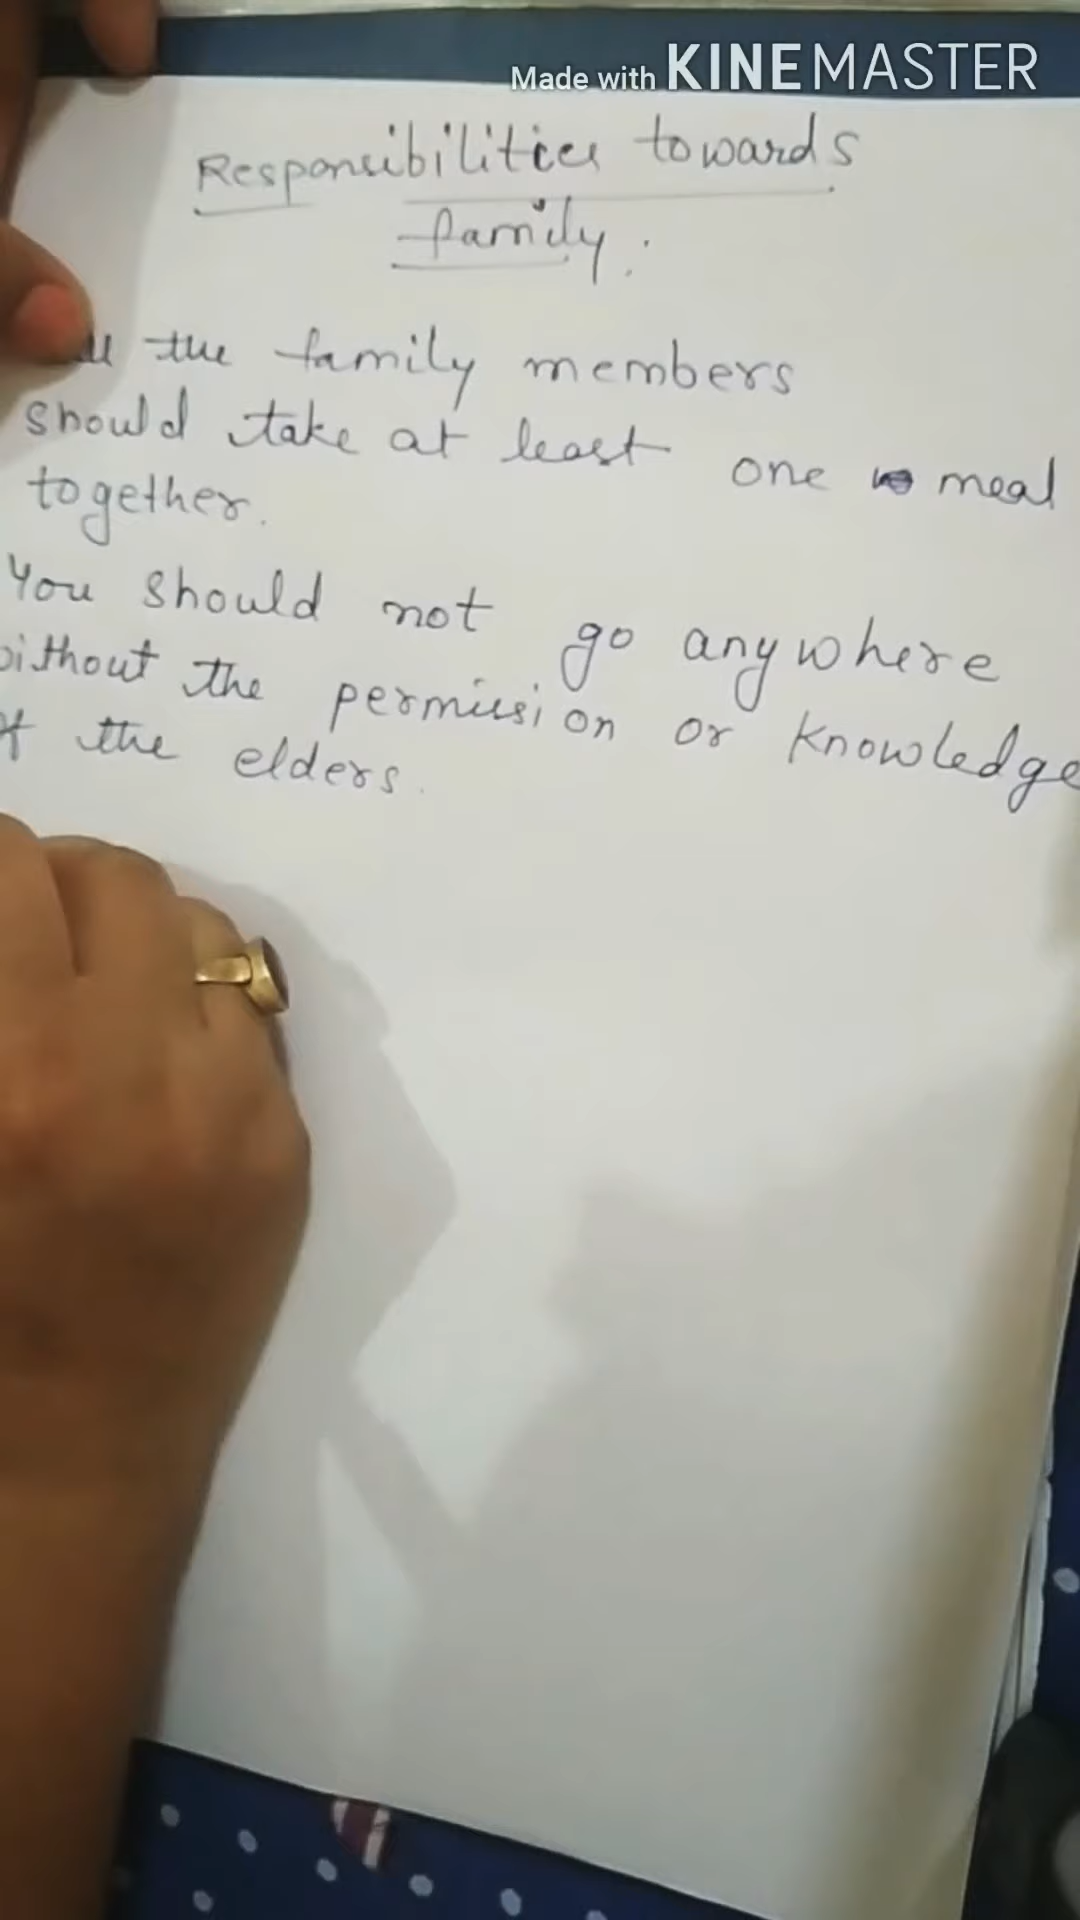 Made with KINEMASTER
Responsibilities towards
family.
the family members
should take at least one meal
together.
You should not go anywhere
without the permission or knowledge
of the elders.